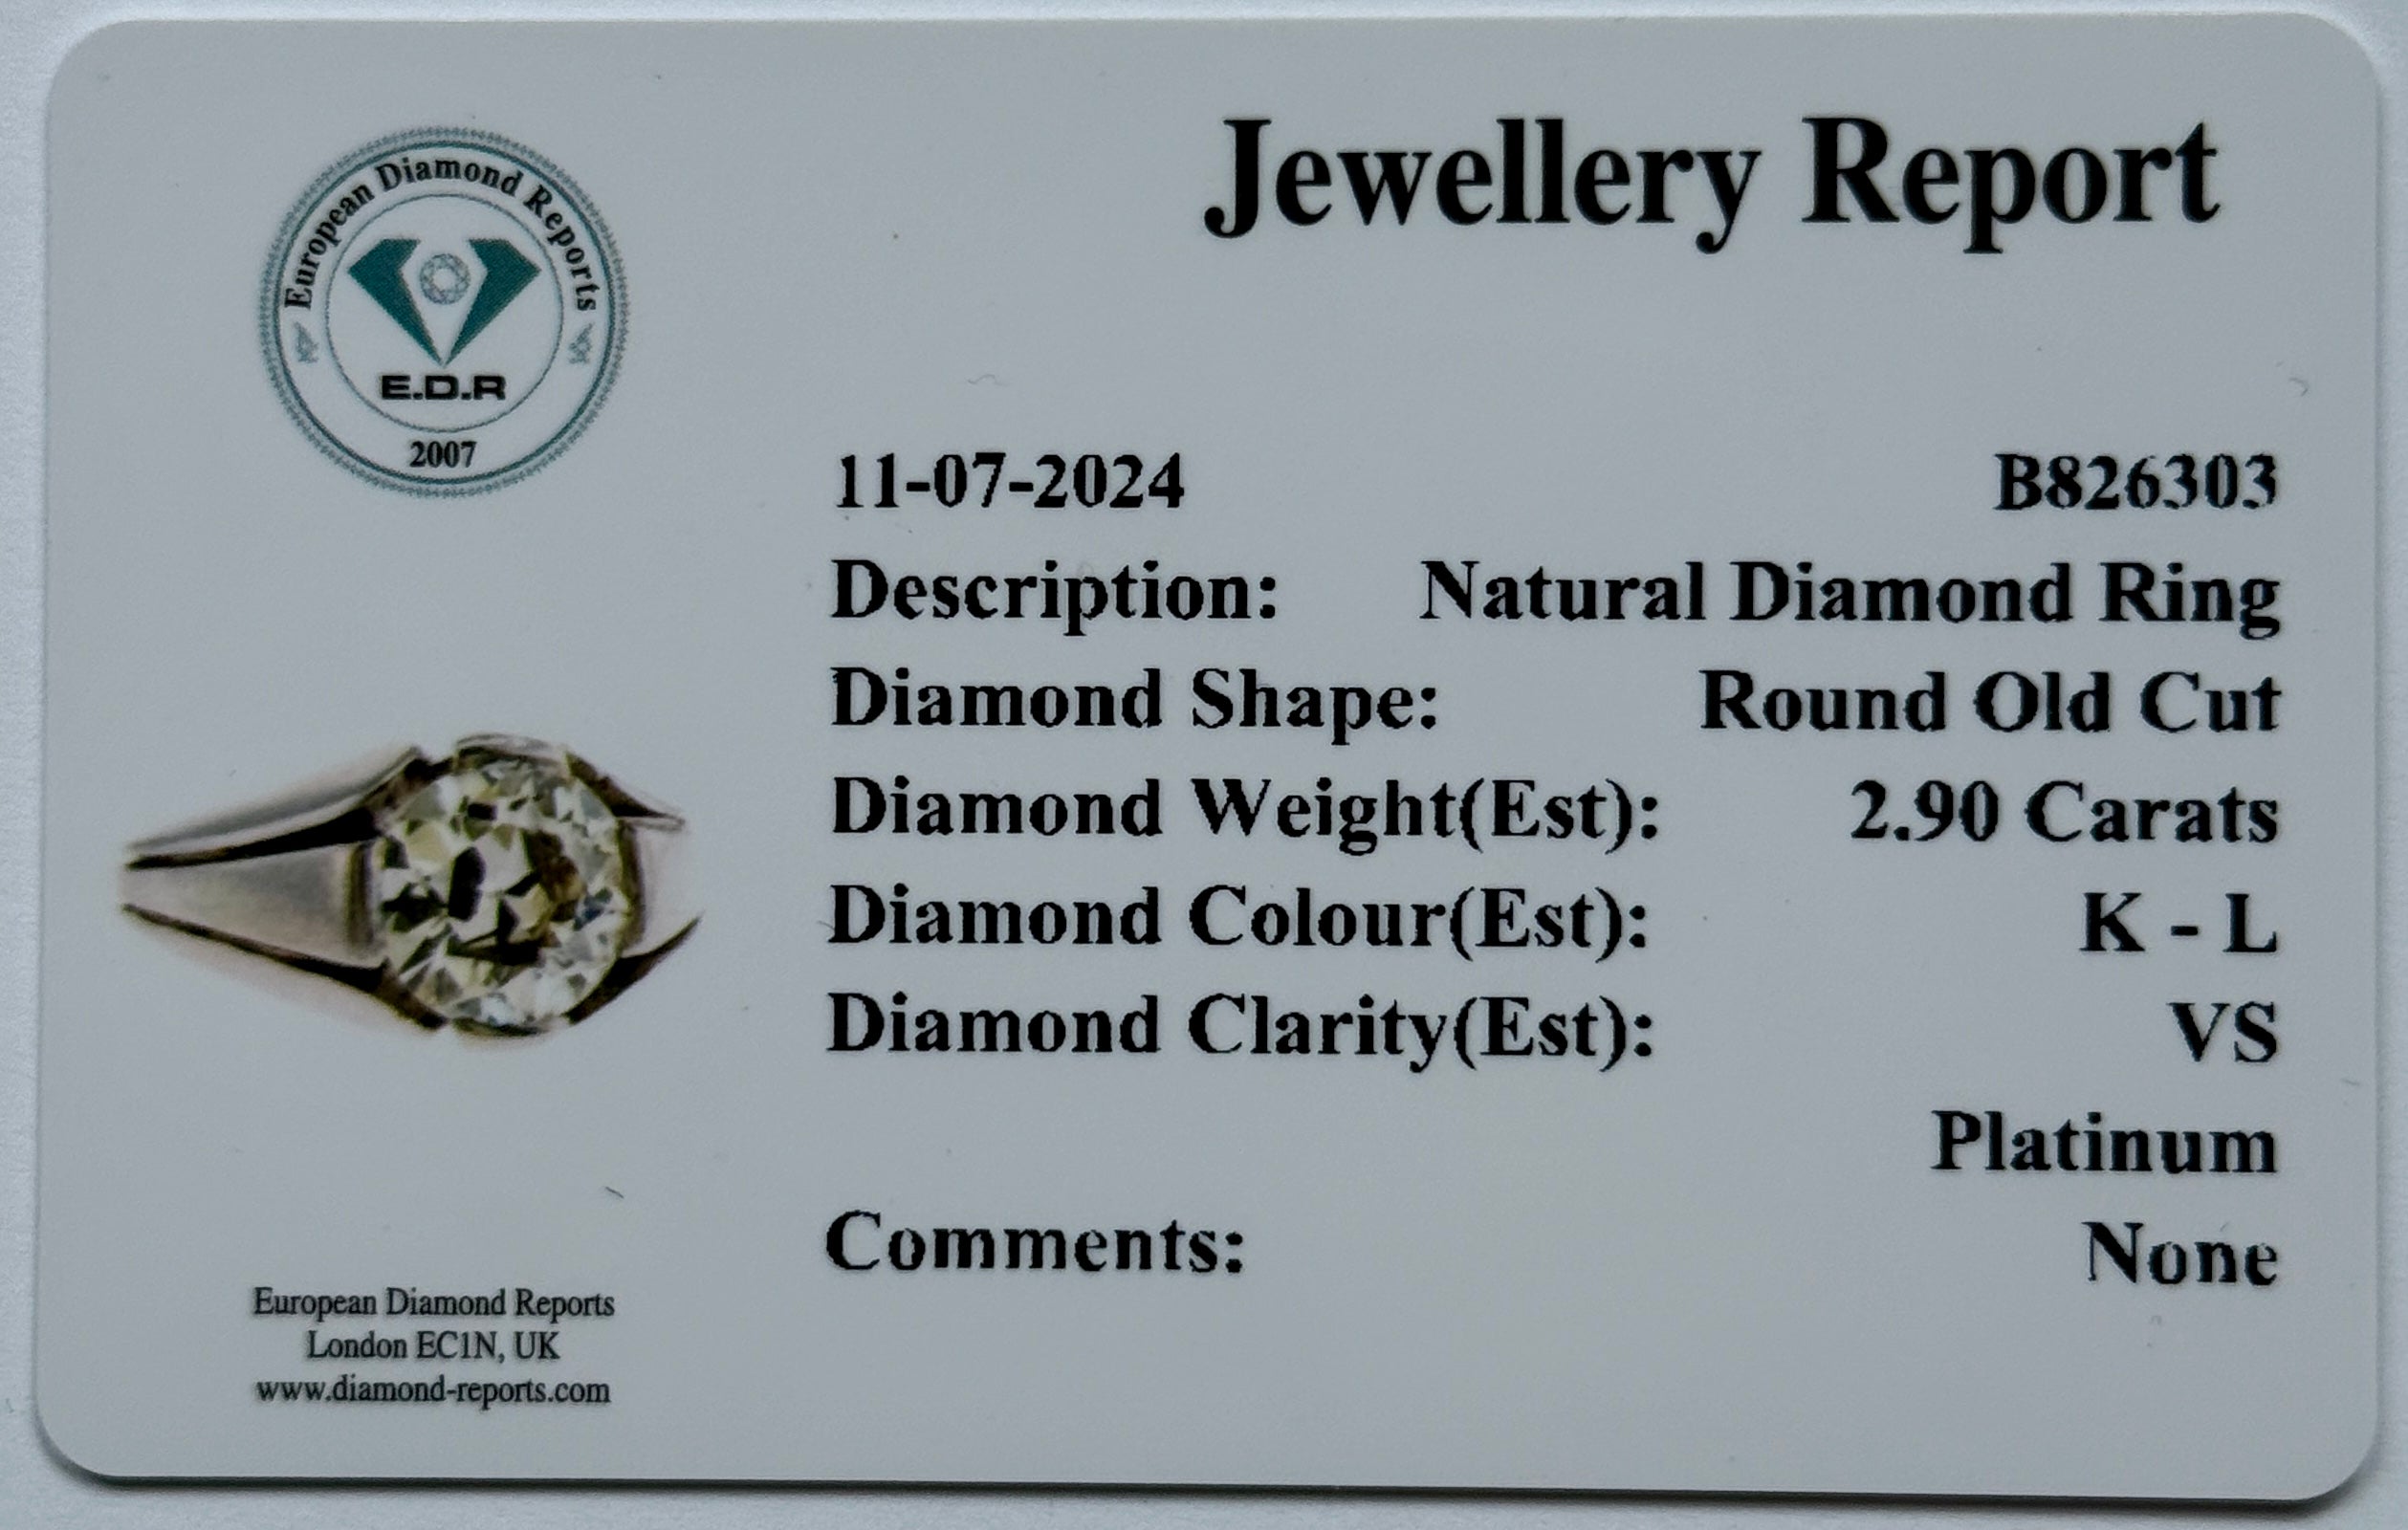 Jewellery Report
European Diamond Reports
E.D.R
2007
11-07-2024 B826303
Description: Natural Diamond Ring
Diamond Shape: Round Old Cut
Diamond Weight(Est): 2.90 Carats
Diamond Colour(Est): K - L
Diamond Clarity(Est): VS
Platinum
Comments: None
European Diamond Reports
London EC1N, UK
www.diamond-reports.com